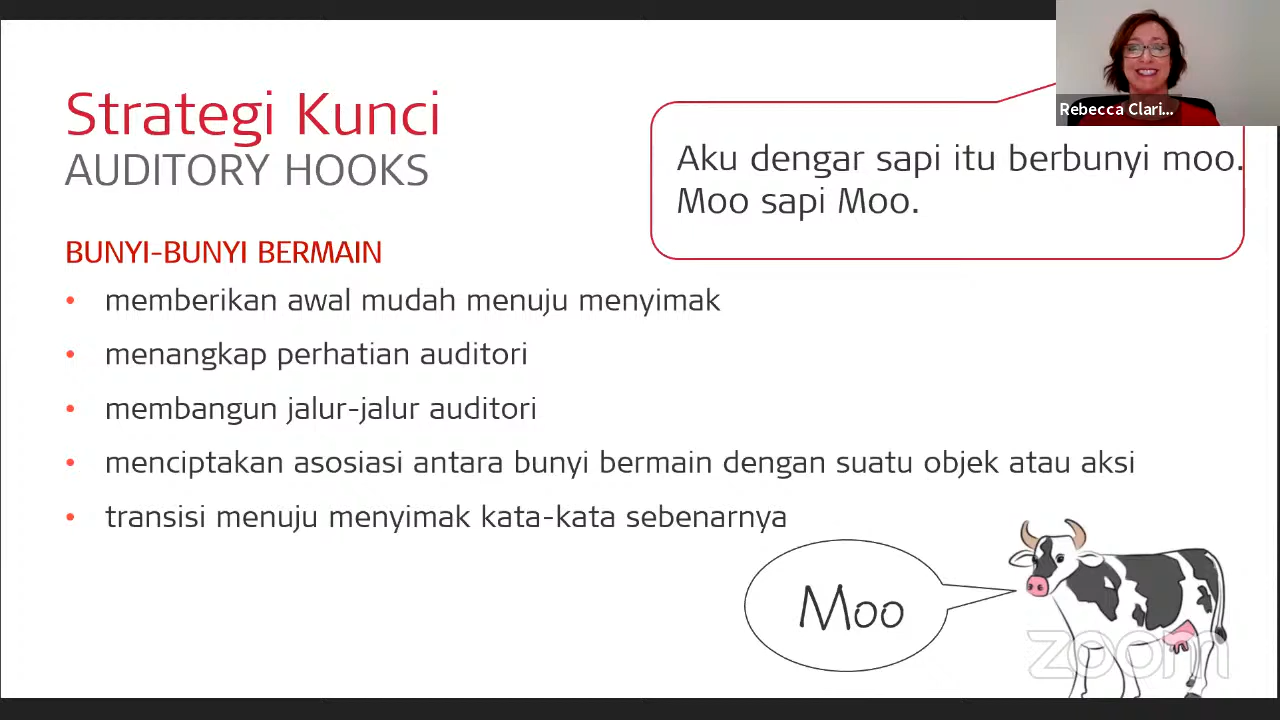 Strategi Kunci
AUDITORY HOOKS
Rebecca Clari...
Aku dengar sapi itu berbunyi moo.
Moo sapi Moo.
BUNYI-BUNYI BERMAIN
• memberikan awal mudah menuju menyimak
• menangkap perhatian auditori
• membangun jalur-jalur auditori
• menciptakan asosiasi antara bunyi bermain dengan suatu objek atau aksi
• transisi menuju menyimak kata-kata sebenarnya
Moo
zoom